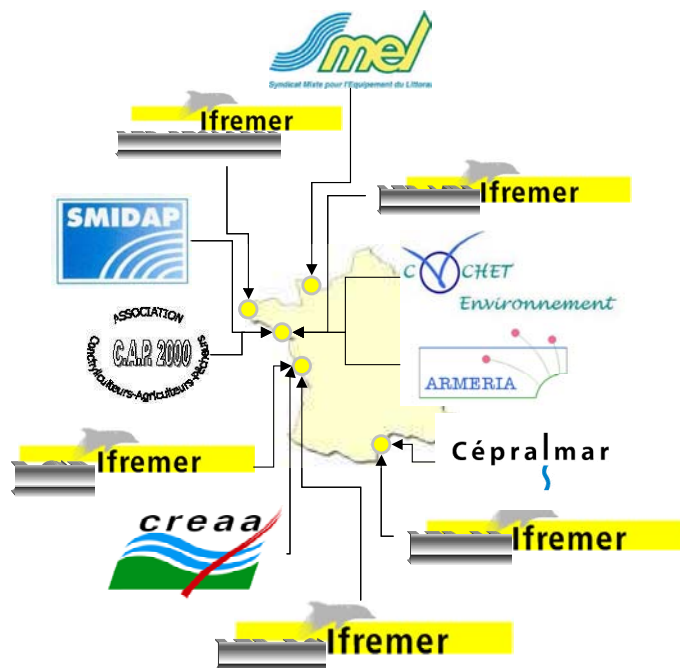 Smel
Syndicat Mixte pour l'Equipement du Littoral
Ifremer
Ifremer
SMIDAP
COCHET
Environnement
ASSOCIATION
C.A.P. 2000
Conchyliculteurs-Agriculteurs-Pêcheurs
ARMERIA
Ifremer
Cépralmar
creaa
Ifremer
Ifremer